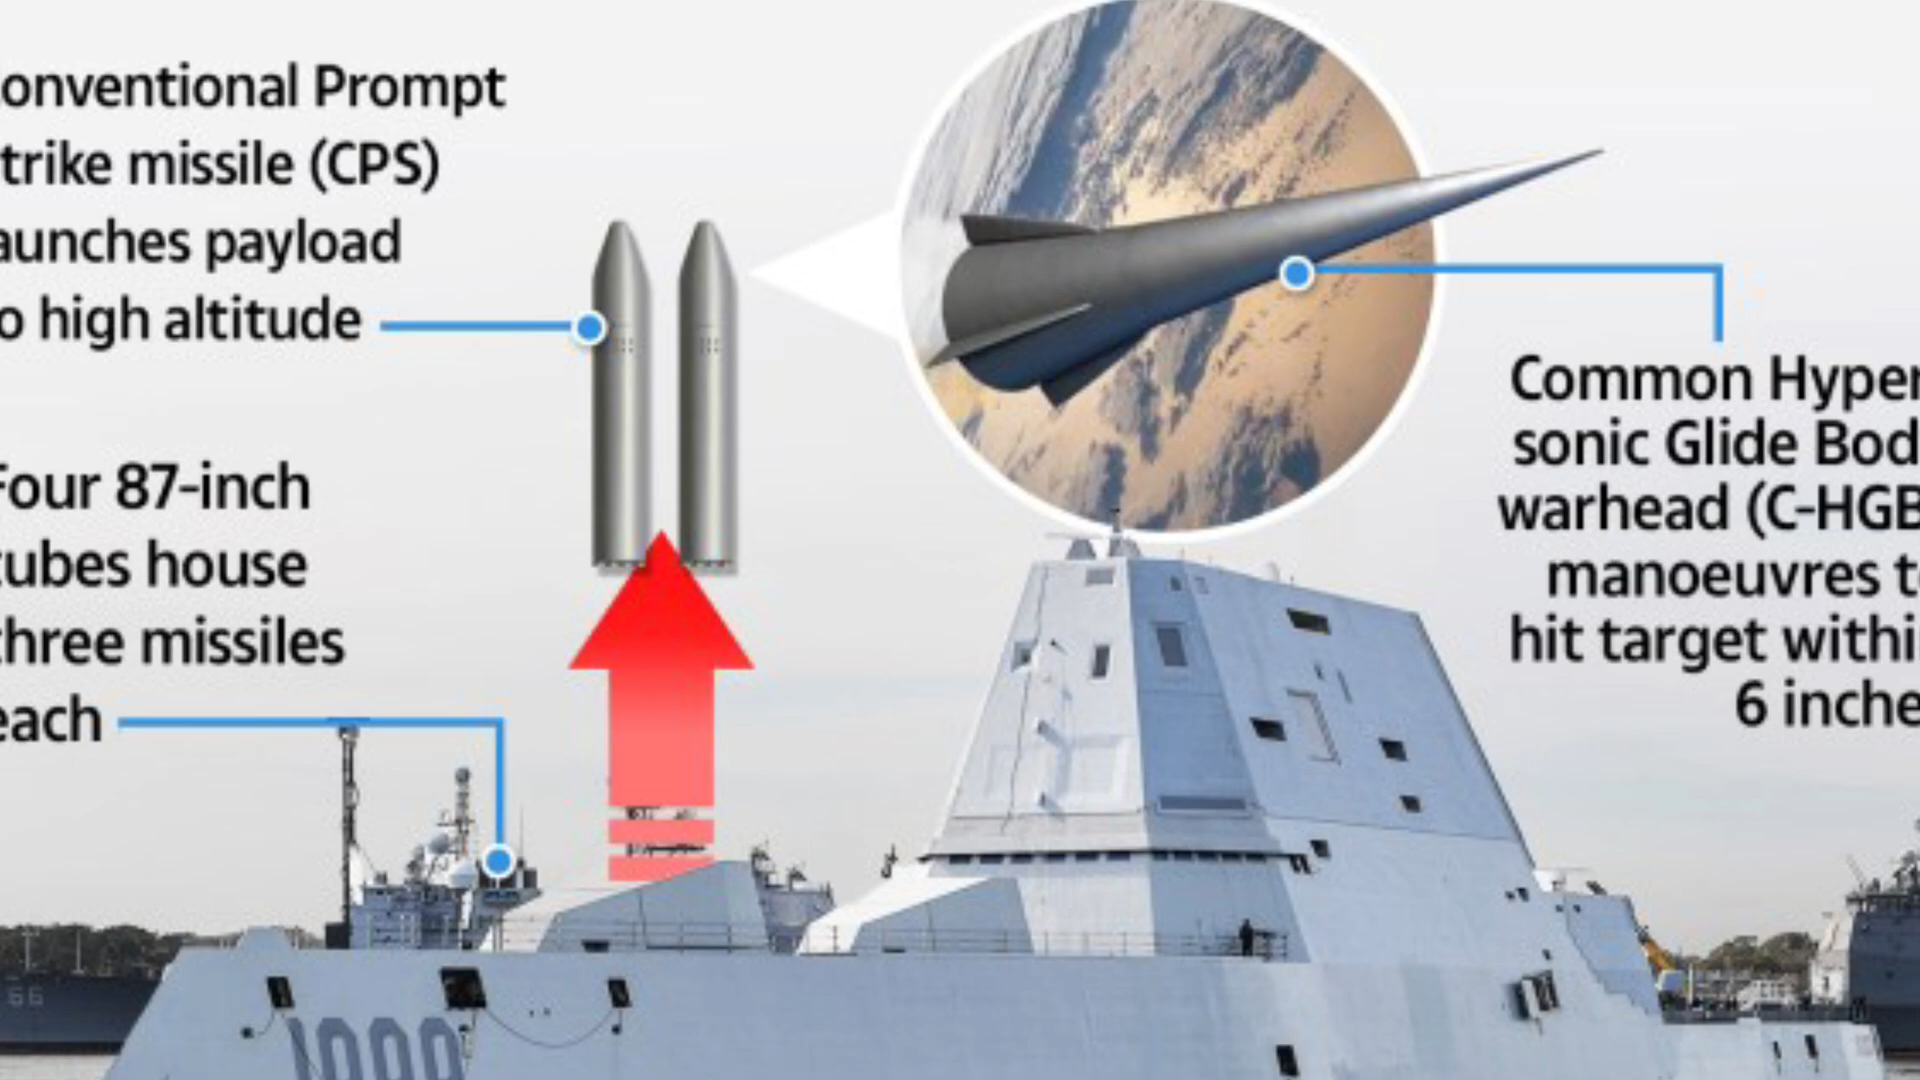 onventional Prompt
trike missile (CPS)
aunches payload
o high altitude
Four 87-inch
tubes house
three missiles
each
Common Hyper
sonic Glide Bod
warhead (C-HGB
manoeuvres t
hit target withi
6 inche
66